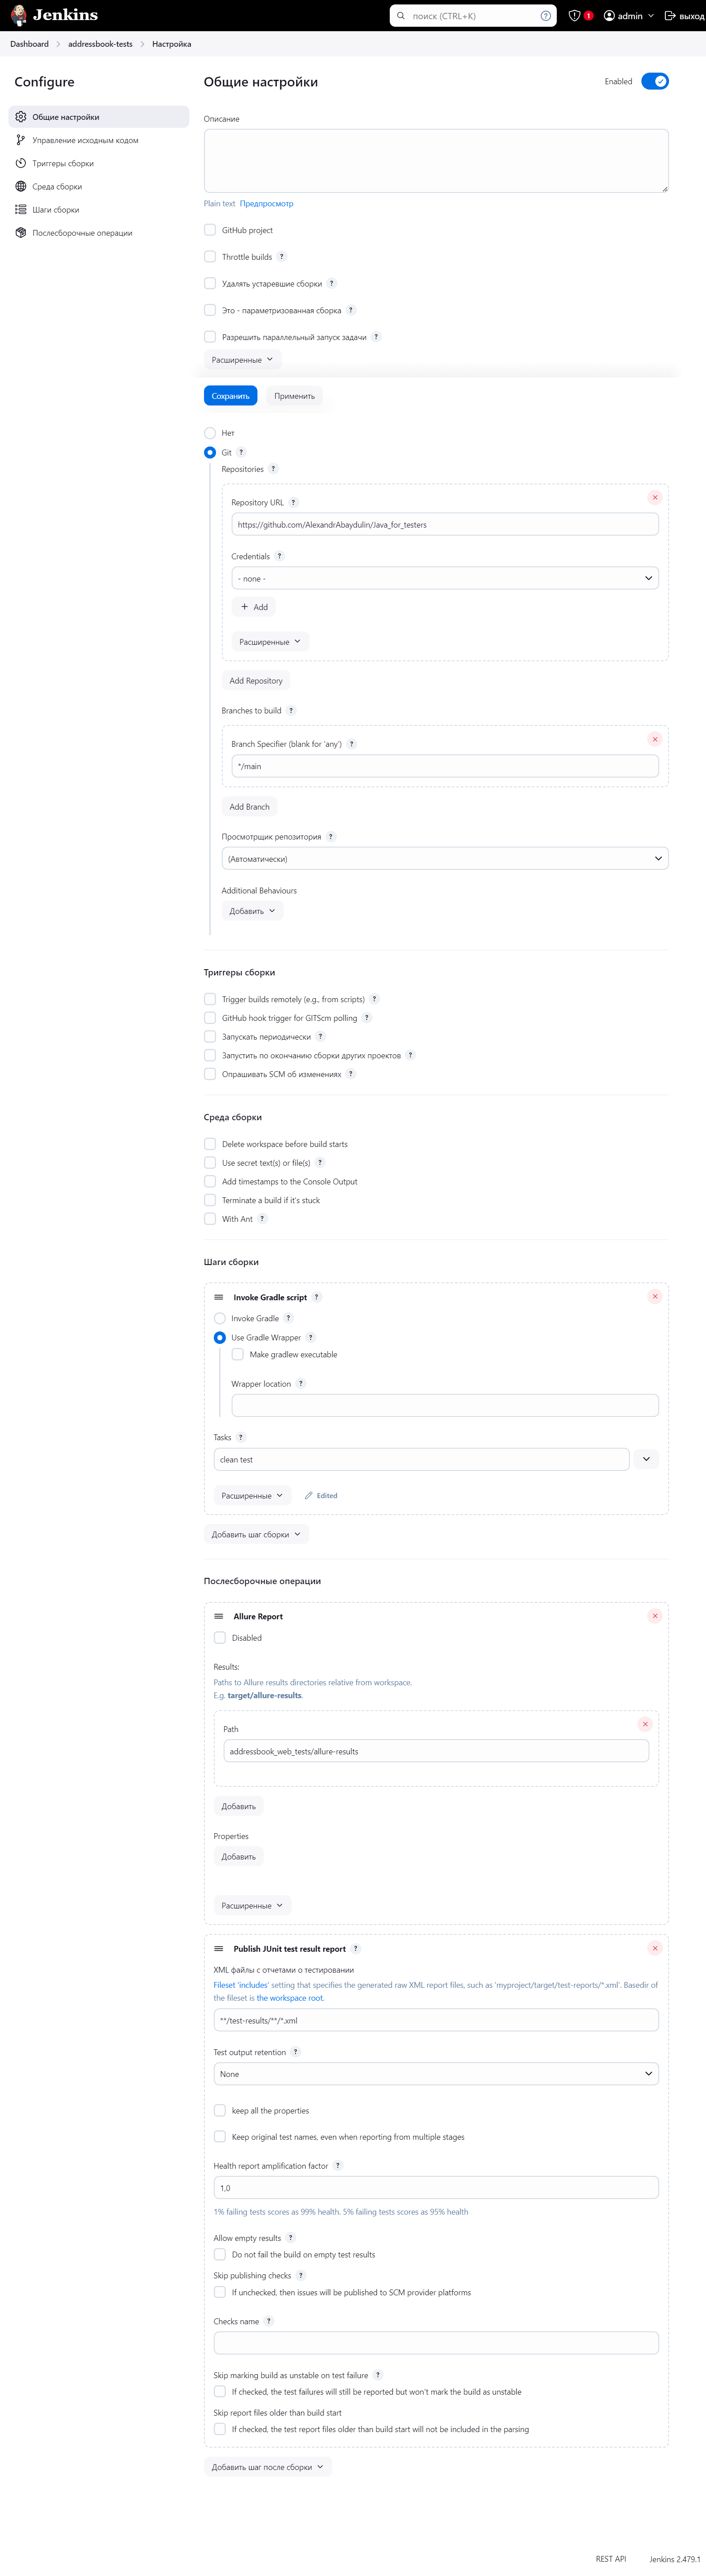 Jenkins
поиск (CTRL+K)
?
1
admin
выход
Dashboard
addressbook-tests
Настройка
Configure
Общие настройки
Управление исходным кодом
Триггеры сборки
Среда сборки
Шаги сборки
Послесборочные операции
Общие настройки
Enabled
Описание
Plain text Предпросмотр
GitHub project
Throttle builds ?
Удалять устаревшие сборки ?
Это - параметризованная сборка ?
Разрешить параллельный запуск задачи ?
Расширенные
Сохранить
Применить
Нет
Git ?
Repositories ?
Repository URL ?
https://github.com/AlexandrAbaydulin/Java_for_testers
Credentials ?
- none -
+ Add
Расширенные
Add Repository
Branches to build ?
Branch Specifier (blank for 'any') ?
*/main
Add Branch
Просмотрщик репозитория ?
(Автоматически)
Additional Behaviours
Добавить
Триггеры сборки
Trigger builds remotely (e.g., from scripts) ?
GitHub hook trigger for GITScm polling ?
Запускать периодически ?
Запустить по окончанию сборки других проектов ?
Опрашивать SCM об изменениях ?
Среда сборки
Delete workspace before build starts
Use secret text(s) or file(s) ?
Add timestamps to the Console Output
Terminate a build if it's stuck
With Ant ?
Шаги сборки
Invoke Gradle script ?
Invoke Gradle ?
Use Gradle Wrapper ?
Make gradlew executable
Wrapper location ?
Tasks ?
clean test
Расширенные
Edited
Добавить шаг сборки
Послесборочные операции
Allure Report
Disabled
Results:
Paths to Allure results directories relative from workspace.
E.g. target/allure-results.
Path
addressbook_web_tests/allure-results
Добавить
Properties
Добавить
Расширенные
Publish JUnit test result report ?
XML файлы с отчетами о тестировании
Fileset 'includes' setting that specifies the generated raw XML report files, such as 'myproject/target/test-reports/*.xml'. Basedir of
the fileset is the workspace root.
**/test-results/**/*.xml
Test output retention ?
None
keep all the properties
Keep original test names, even when reporting from multiple stages
Health report amplification factor ?
1,0
1% failing tests scores as 99% health. 5% failing tests scores as 95% health
Allow empty results ?
Do not fail the build on empty test results
Skip publishing checks ?
If unchecked, then issues will be published to SCM provider platforms
Checks name ?
Skip marking build as unstable on test failure ?
If checked, the test failures will still be reported but won't mark the build as unstable
Skip report files older than build start
If checked, the test report files older than build start will not be included in the parsing
Добавить шаг после сборки
REST API
Jenkins 2.479.1